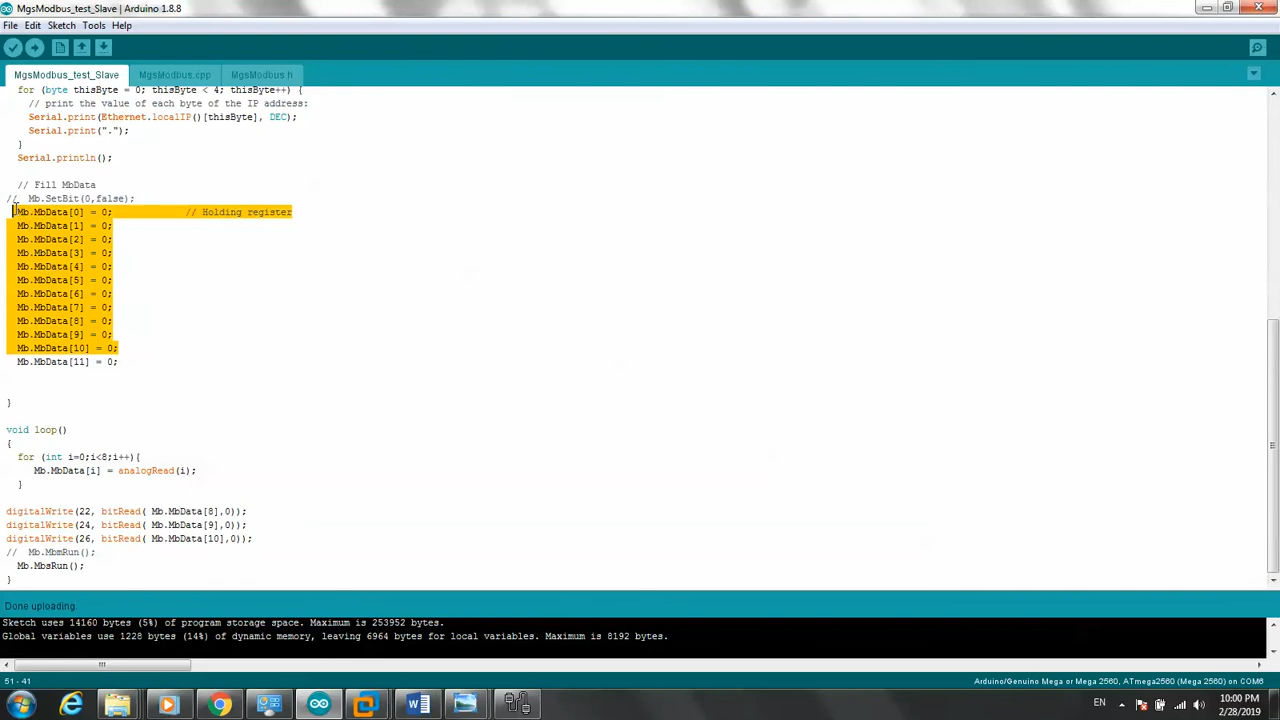 MgsModbus_test_Slave | Arduino 1.8.8
File Edit Sketch Tools Help
MgsModbus_test_Slave MgsModbus.cpp MgsModbus.h
for (byte thisByte = 0; thisByte < 4; thisByte++) {
// print the value of each byte of the IP address:
Serial.print(Ethernet.localIP()[thisByte], DEC);
Serial.print(".");
}
Serial.println();
// Fill MbData
//  Mb.SetBit(0,false);
Mb.MbData[0] = 0; // Holding register
Mb.MbData[1] = 0;
Mb.MbData[2] = 0;
Mb.MbData[3] = 0;
Mb.MbData[4] = 0;
Mb.MbData[5] = 0;
Mb.MbData[6] = 0;
Mb.MbData[7] = 0;
Mb.MbData[8] = 0;
Mb.MbData[9] = 0;
Mb.MbData[10] = 0;
Mb.MbData[11] = 0;
}
void loop()
{
for (int i=0;i<8;i++){
Mb.MbData[i] = analogRead(i);
}
digitalWrite(22, bitRead( Mb.MbData[8],0));
digitalWrite(24, bitRead( Mb.MbData[9],0));
digitalWrite(26, bitRead( Mb.MbData[10],0));
//  Mb.MbmRun();
Mb.MbsRun();
}
Done uploading.
Sketch uses 14160 bytes (5%) of program storage space. Maximum is 253952 bytes.
Global variables use 1228 bytes (14%) of dynamic memory, leaving 6964 bytes for local variables. Maximum is 8192 bytes.
51 - 41 Arduino/Genuino Mega or Mega 2560, ATmega2560 (Mega 2560) on COM6
EN 10:00 PM
2/28/2019